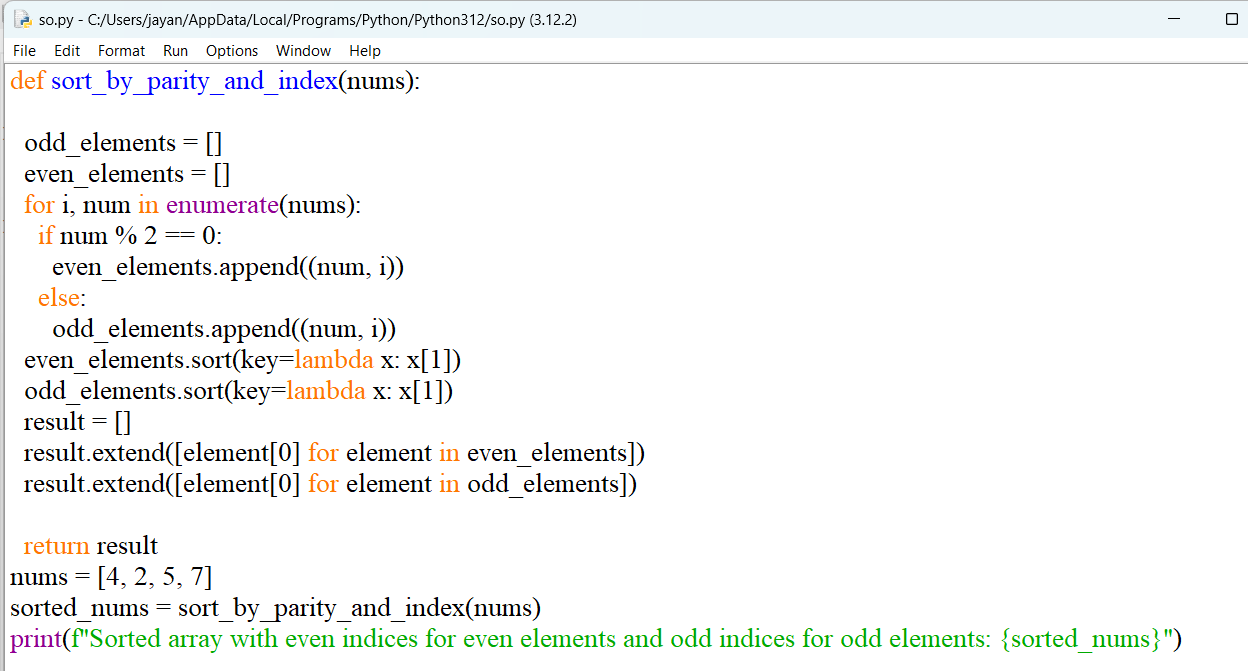 so.py - C:/Users/jayan/AppData/Local/Programs/Python/Python312/so.py (3.12.2)
File Edit Format Run Options Window Help
def sort_by_parity_and_index(nums):

  odd_elements = []
  even_elements = []
  for i, num in enumerate(nums):
    if num % 2 == 0:
      even_elements.append((num, i))
    else:
      odd_elements.append((num, i))
  even_elements.sort(key=lambda x: x[1])
  odd_elements.sort(key=lambda x: x[1])
  result = []
  result.extend([element[0] for element in even_elements])
  result.extend([element[0] for element in odd_elements])

  return result
nums = [4, 2, 5, 7]
sorted_nums = sort_by_parity_and_index(nums)
print(f"Sorted array with even indices for even elements and odd indices for odd elements: {sorted_nums}")